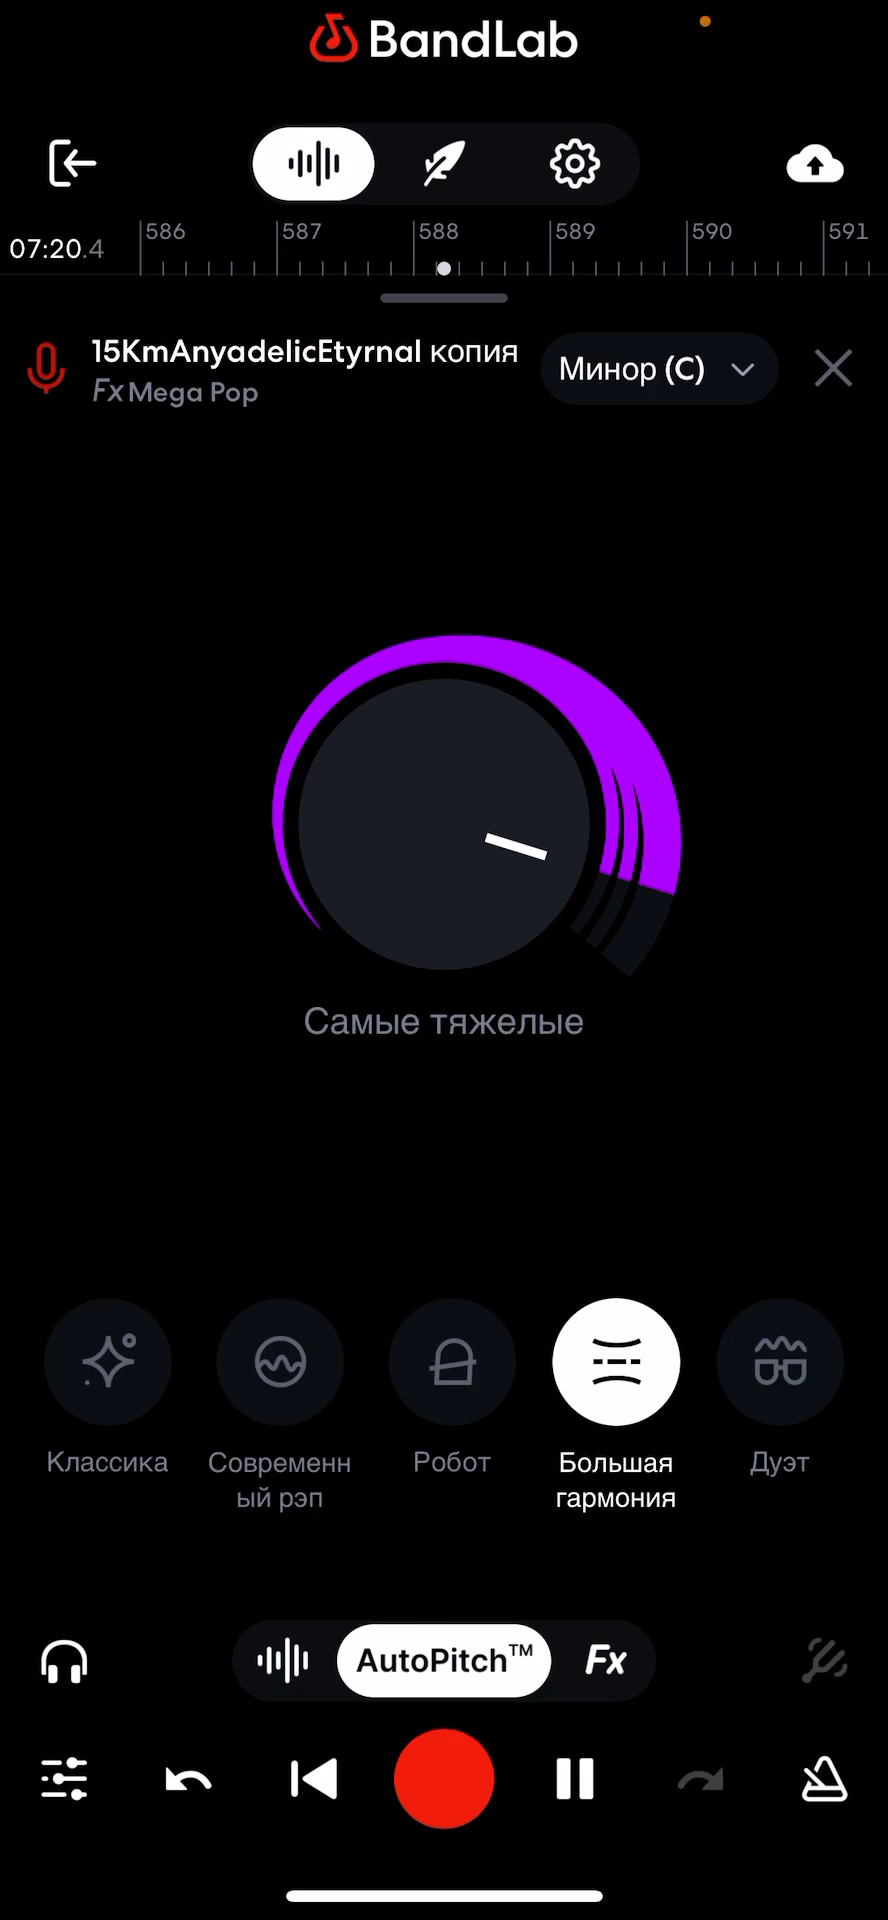 BandLab
07:20.4
586 587 588 589 590 591
15KmAnyadelicEtyrnal копия
Fx Mega Pop
Минор (C)
Самые тяжелые
Классика
Современн
ый рэп
Робот
Большая
гармония
Дуэт
AutoPitch™
Fx